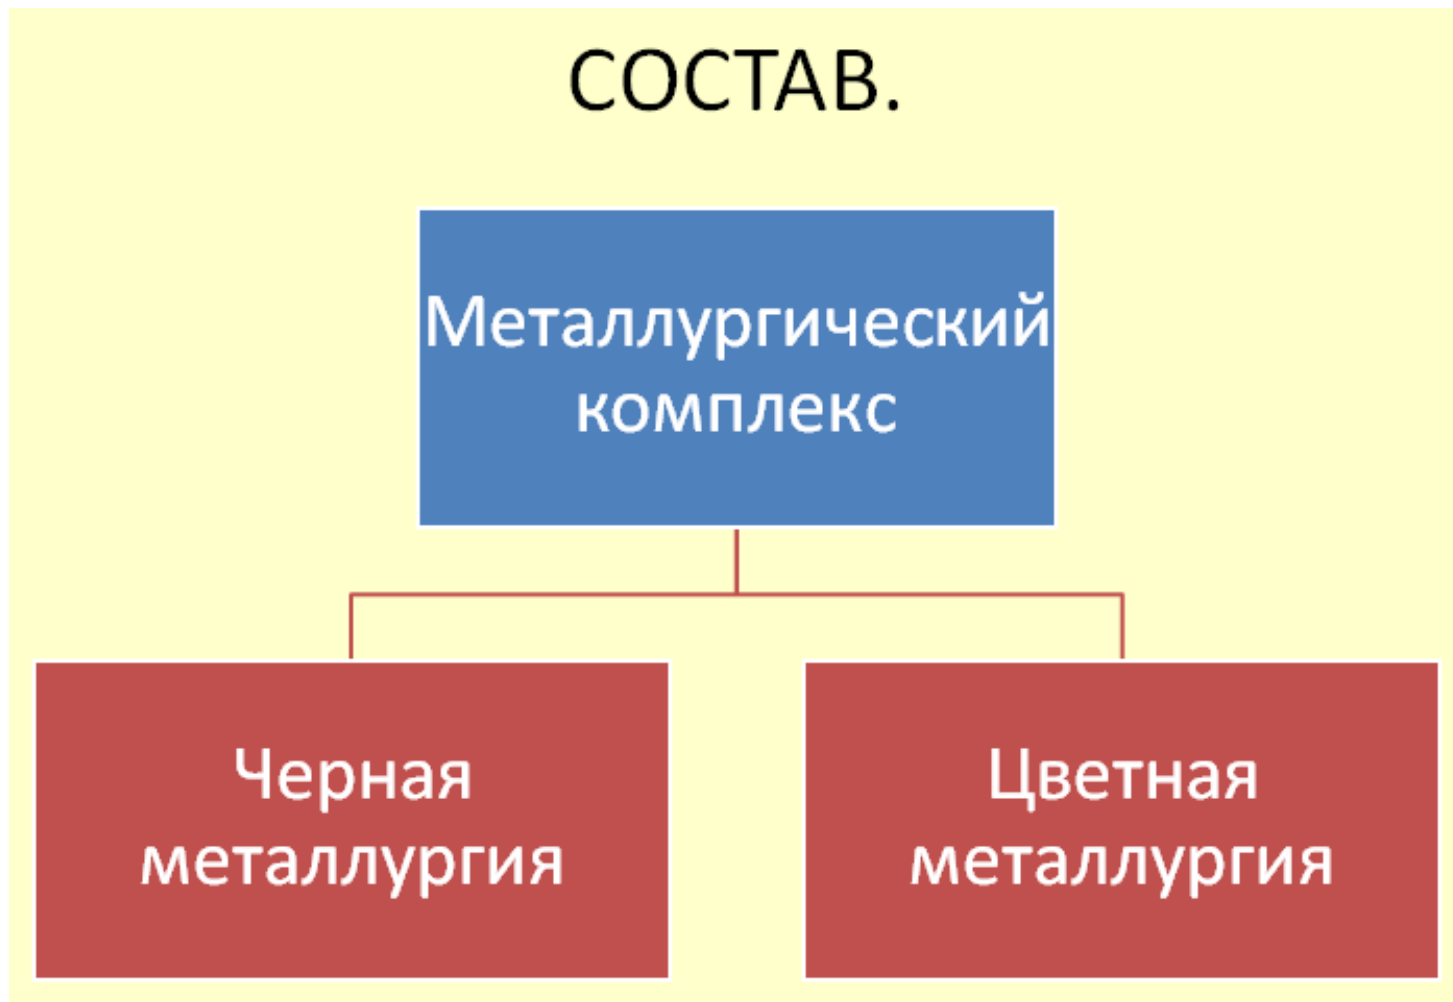 СОСТАВ.
Металлургический
комплекс
Черная
металлургия
Цветная
металлургия